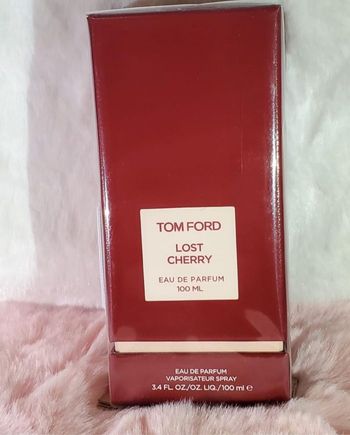 TOM FORD
LOST
CHERRY
EAU DE PARFUM
100 ML
EAU DE PARFUM
VAPORISATEUR SPRAY
3.4 FL. OZ./OZ. LIQ./100 ml ℮